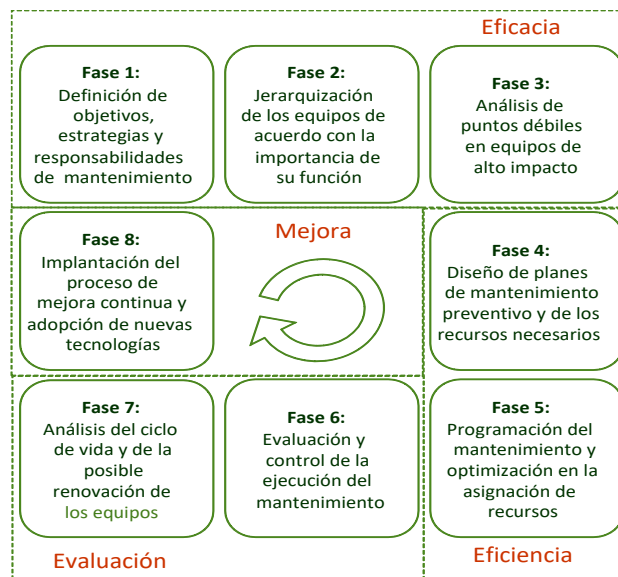 Eficacia
Fase 1:
Definición de
objetivos,
estrategias y
responsabilidades
de mantenimiento
Fase 2:
Jerarquización
de los equipos de
acuerdo con la
importancia de
su función
Fase 3:
Análisis de
puntos débiles
en equipos de
alto impacto
Fase 8:
Implantación del
proceso de
mejora continua y
adopción de nuevas
tecnologías
Mejora
Fase 4:
Diseño de planes
de mantenimiento
preventivo y de los
recursos necesarios
Fase 7:
Análisis del ciclo
de vida y de la
posible
renovación de
los equipos
Fase 6:
Evaluación y
control de la
ejecución del
mantenimiento
Fase 5:
Programación del
mantenimiento y
optimización en la
asignación de
recursos
Evaluación
Eficiencia